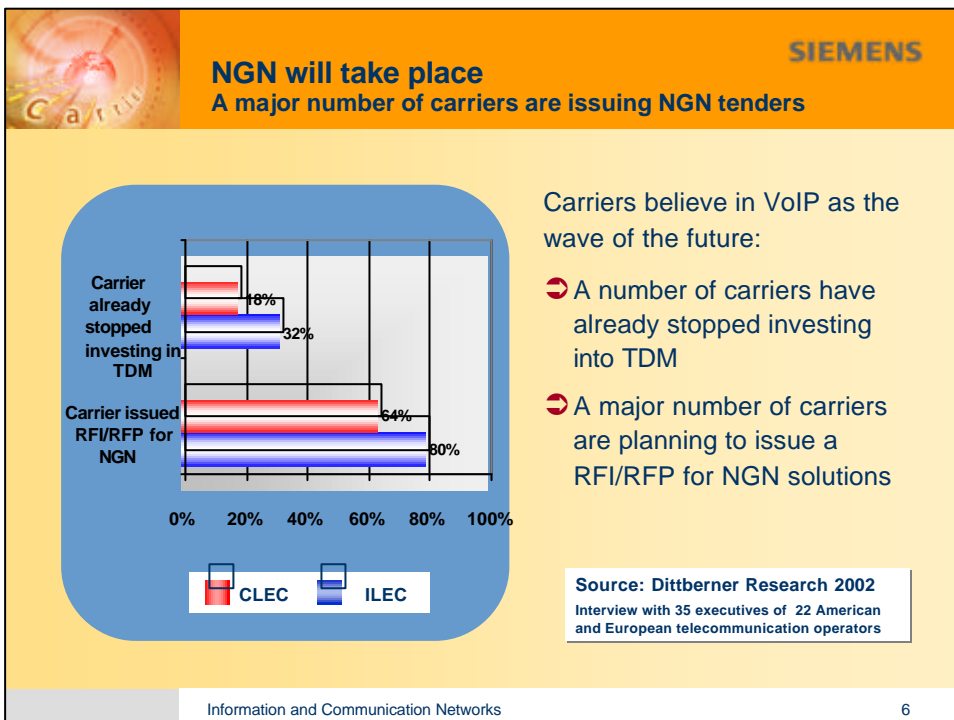 SIEMENS
NGN will take place
A major number of carriers are issuing NGN tenders
Carrier
Carrier
already
stopped
investing in
TDM
18%
32%
Carrier issued
RFI/RFP for
NGN
64%
80%
0% 20% 40% 60% 80% 100%
CLEC ILEC
Carriers believe in VoIP as the
wave of the future:
A number of carriers have
already stopped investing
into TDM
A major number of carriers
are planning to issue a
RFI/RFP for NGN solutions
Source: Dittberner Research 2002
Interview with 35 executives of 22 American
and European telecommunication operators
Information and Communication Networks 6